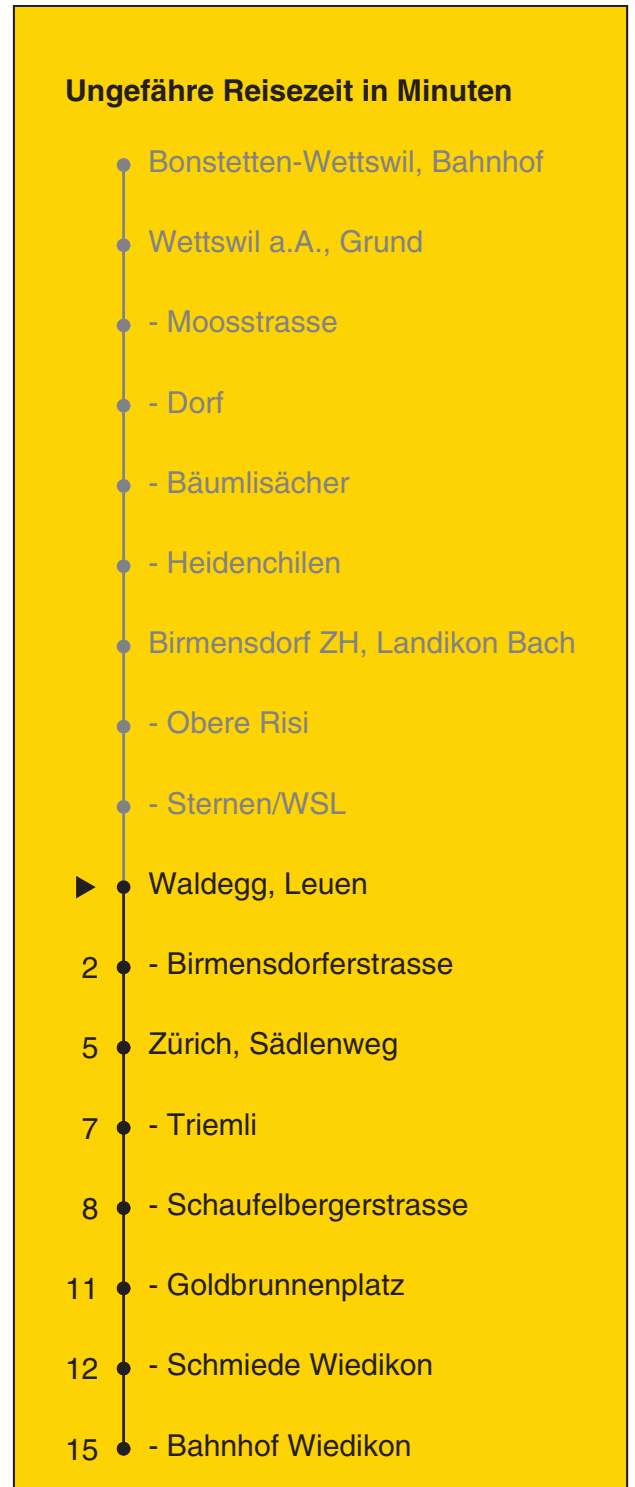 Ungefähre Reisezeit in Minuten
Bonstetten-Wettswil, Bahnhof
Wettswil a.A., Grund
- Moosstrasse
- Dorf
- Bäumlisächer
- Heidenchilen
Birmensdorf ZH, Landikon Bach
- Obere Risi
- Sternen/WSL
Waldegg, Leuen
2 - Birmensdorferstrasse
5 Zürich, Sädlenweg
7 - Triemli
8 - Schaufelbergerstrasse
11 - Goldbrunnenplatz
12 - Schmiede Wiedikon
15 - Bahnhof Wiedikon